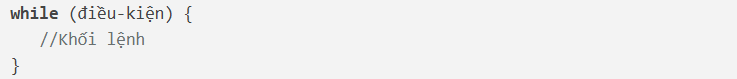 while (điều-kiện) {
   //Khối lệnh
}